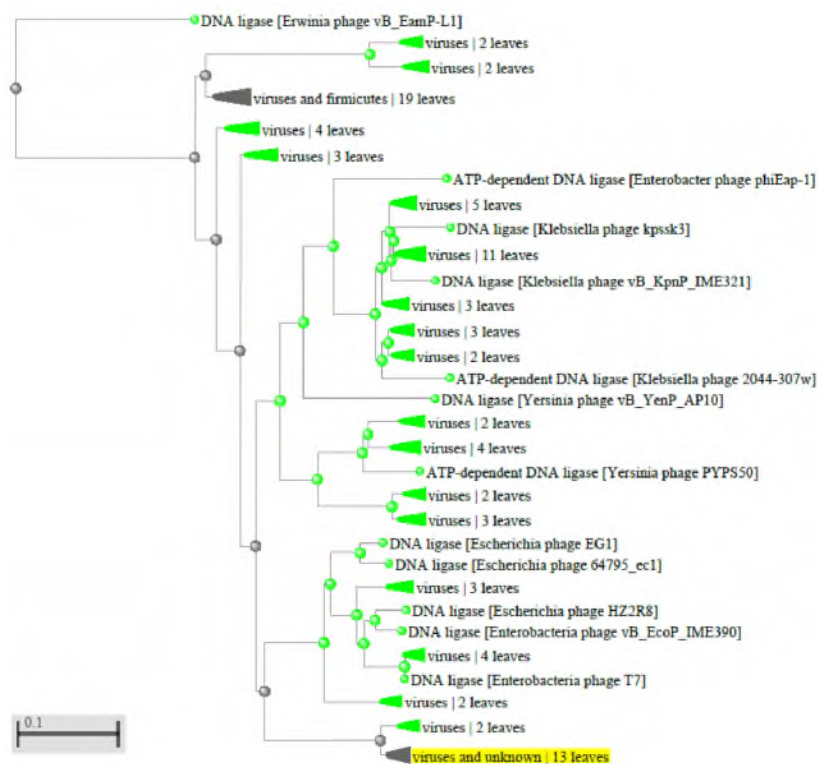 DNA ligase [Erwinia phage vB_EamP-L1]
viruses | 2 leaves
viruses | 2 leaves
viruses and firmicutes | 19 leaves
viruses | 4 leaves
viruses | 3 leaves
ATP-dependent DNA ligase [Enterobacter phage phiEap-1]
viruses | 5 leaves
DNA ligase [Klebsiella phage kpssk3]
viruses | 11 leaves
DNA ligase [Klebsiella phage vB_KpnP_IME321]
viruses | 3 leaves
viruses | 3 leaves
viruses | 2 leaves
ATP-dependent DNA ligase [Klebsiella phage 2044-307w]
DNA ligase [Yersinia phage vB_YenP_AP10]
viruses | 2 leaves
viruses | 4 leaves
ATP-dependent DNA ligase [Yersinia phage PYPS50]
viruses | 2 leaves
viruses | 3 leaves
DNA ligase [Escherichia phage EG1]
DNA ligase [Escherichia phage 64795_ec1]
viruses | 3 leaves
DNA ligase [Escherichia phage HZ2R8]
DNA ligase [Enterobacteria phage vB_EcoP_IME390]
viruses | 4 leaves
DNA ligase [Enterobacteria phage T7]
viruses | 2 leaves
viruses | 2 leaves
0.1
viruses and unknown | 13 leaves